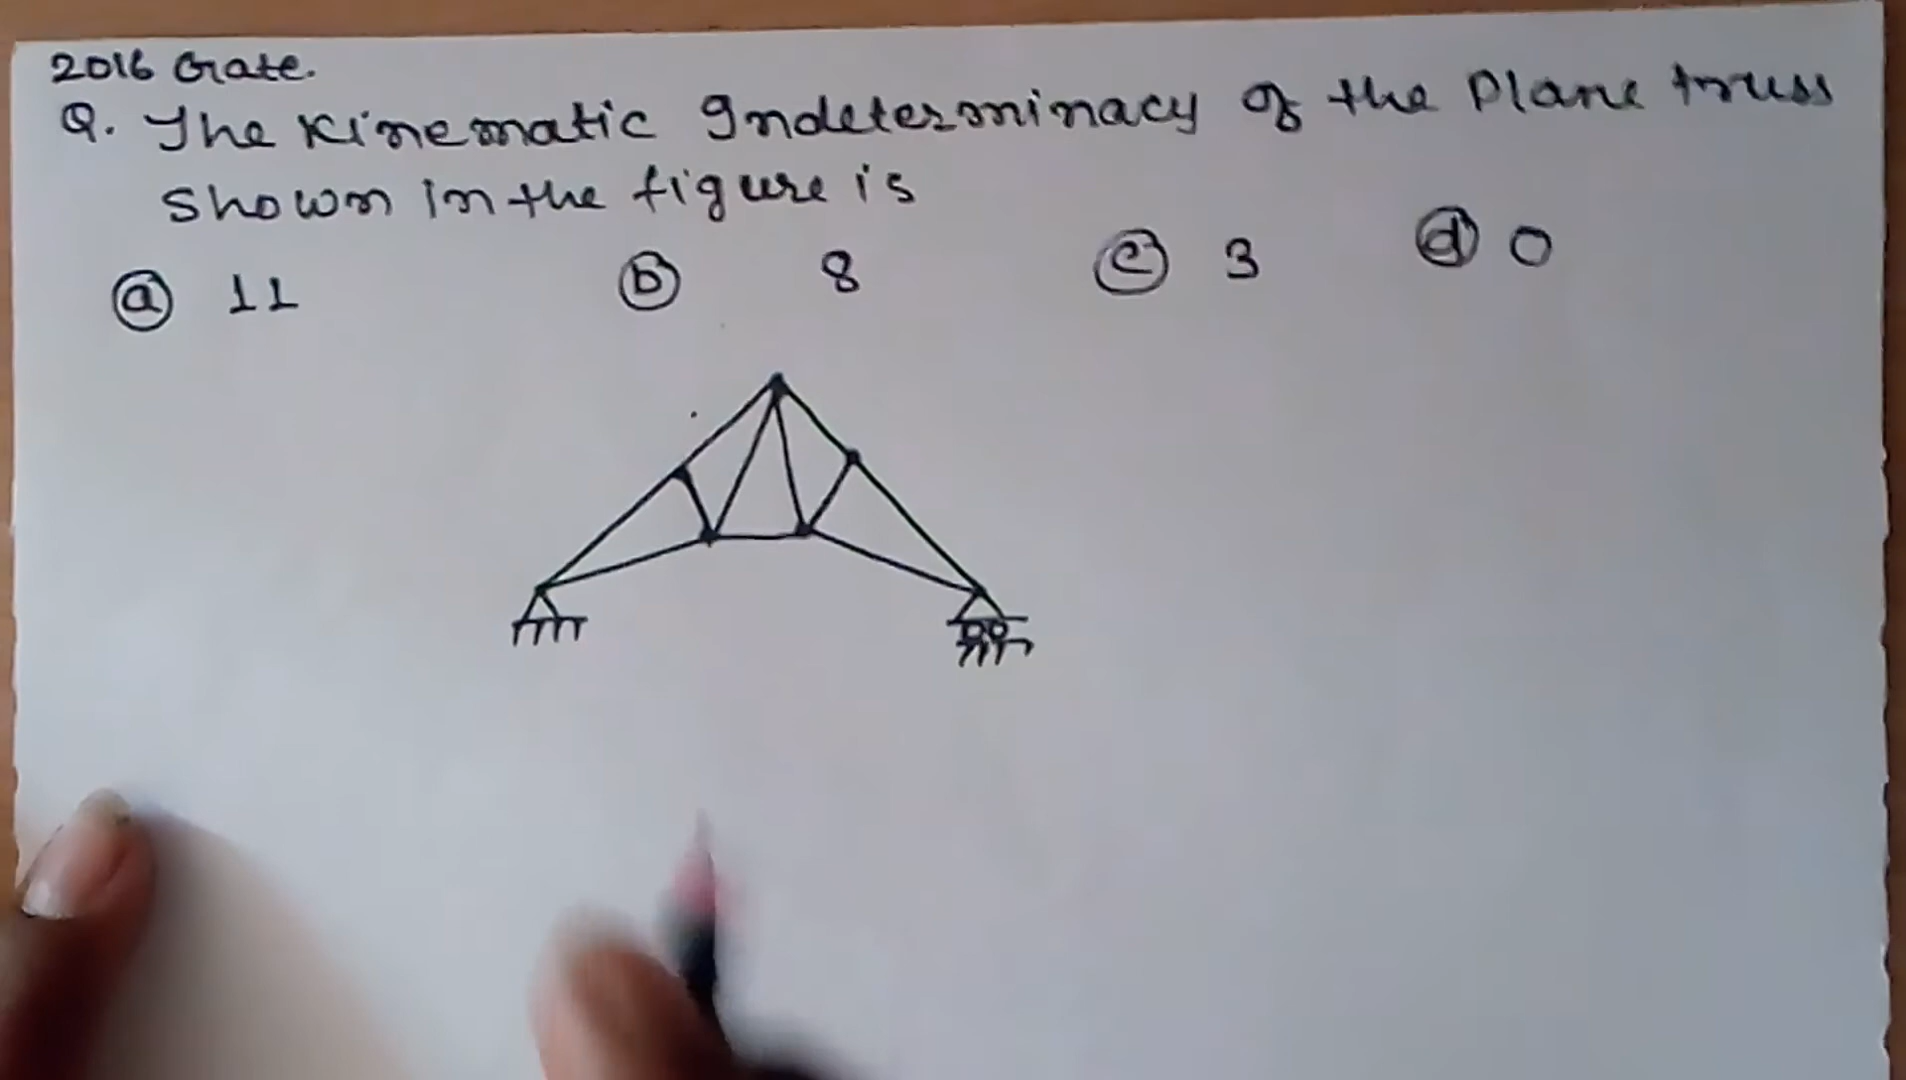 2016 Gate.
Q. The Kinematic Indeterminacy of the Plane truss
shown in the figure is
(a) 11 (b) 8 (c) 3 (d) 0